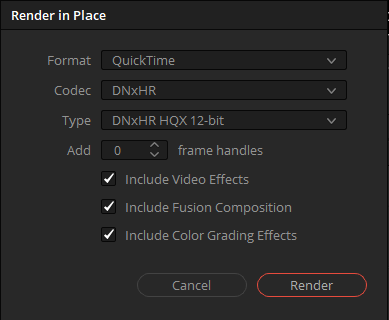 Render in Place
Format QuickTime
Codec DNxHR
Type DNxHR HQX 12-bit
Add 0 frame handles
Include Video Effects
Include Fusion Composition
Include Color Grading Effects
Cancel Render